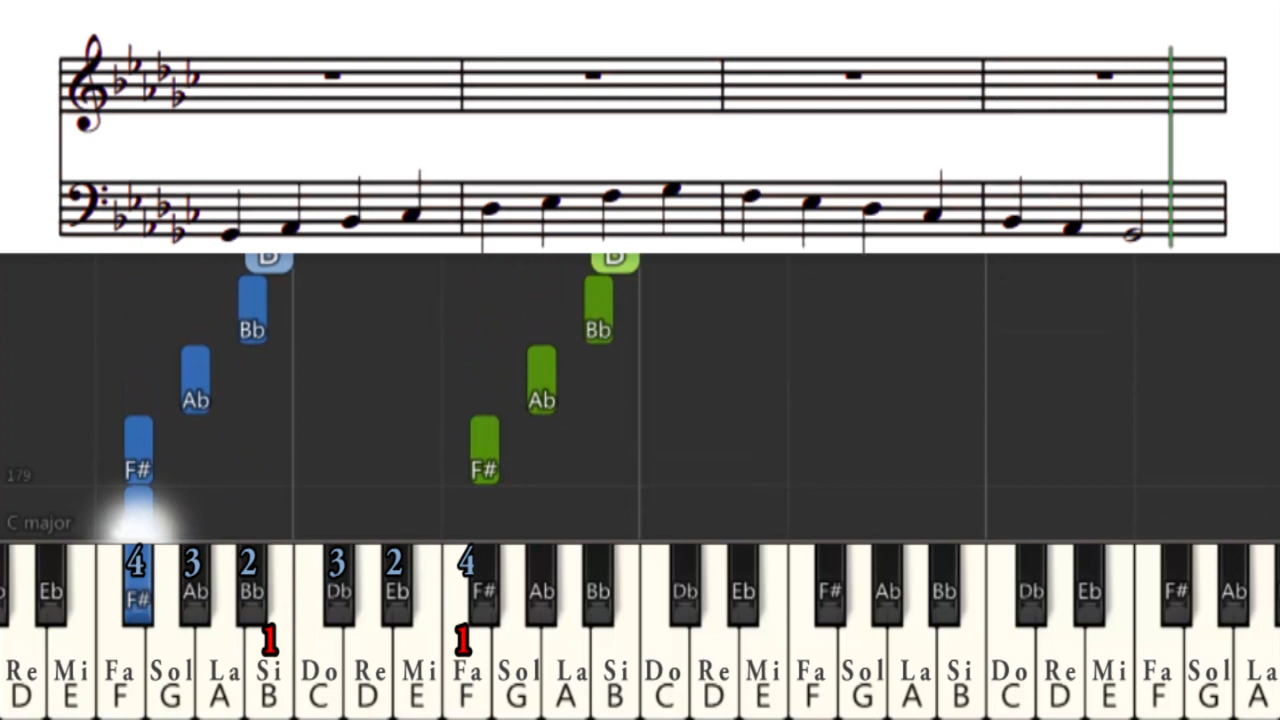 D D
Bb Bb
Ab Ab
F# F#
179
C major
4 3 2 3 2 4
Eb F# Ab Bb Db Eb F# Ab Bb Db Eb F# Ab Bb Db Eb F# Ab
1 1
Re Mi Fa Sol La Si Do Re Mi Fa Sol La Si Do Re Mi Fa Sol La Si Do Re Mi Fa Sol La
D E F G A B C D E F G A B C D E F G A B C D E F G A